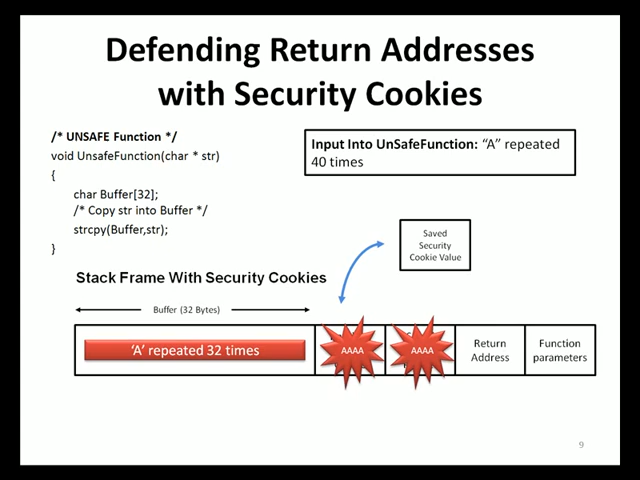 Defending Return Addresses
with Security Cookies
/* UNSAFE Function */
void UnsafeFunction(char * str)
{
char Buffer[32];
/* Copy str into Buffer */
strcpy(Buffer,str);
}
Input Into UnSafeFunction: “A” repeated
40 times
Saved
Security
Cookie Value
Stack Frame With Security Cookies
Buffer (32 Bytes)
‘A’ repeated 32 times
AAAA
AAAA
Return
Address
Function
parameters
9